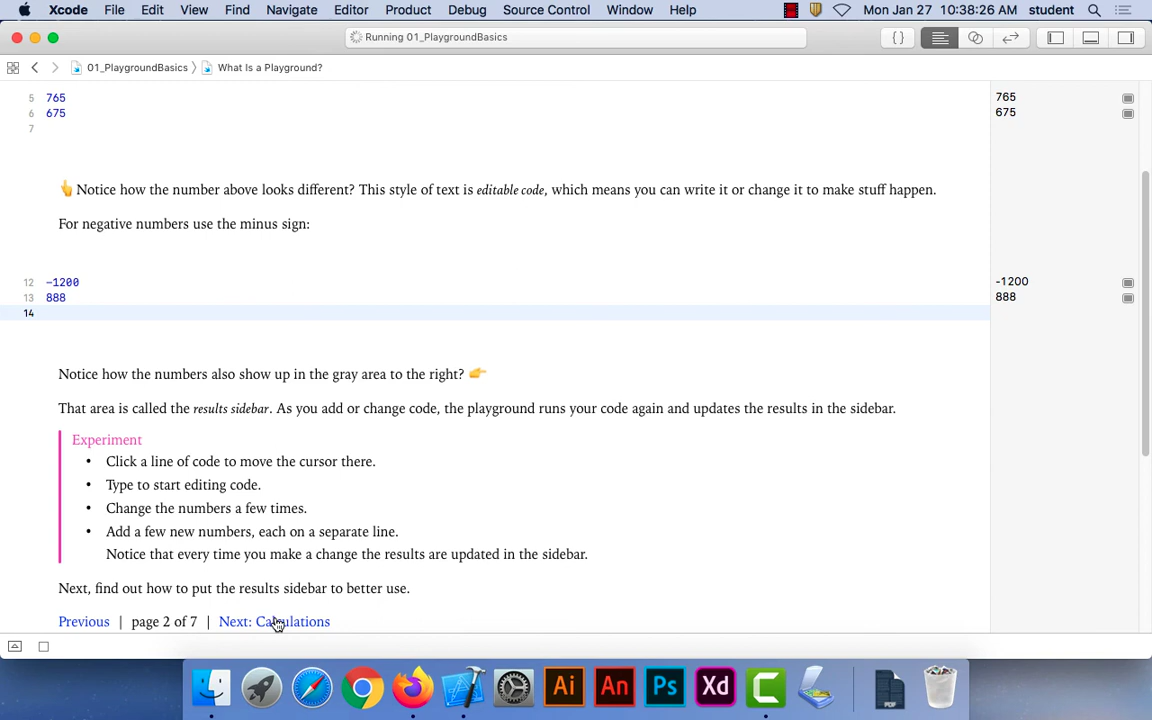 Xcode File Edit View Find Navigate Editor Product Debug Source Control Window Help Mon Jan 27 10:38:26 AM student
Running 01_PlaygroundBasics
{ }
01_PlaygroundBasics 〉 What Is a Playground?
5 765 765
6 675 675
7
👆Notice how the number above looks different? This style of text is editable code, which means you can write it or change it to make stuff happen.
For negative numbers use the minus sign:
12 -1200 -1200
13 888 888
14
Notice how the numbers also show up in the gray area to the right? 👉
That area is called the results sidebar. As you add or change code, the playground runs your code again and updates the results in the sidebar.
Experiment
• Click a line of code to move the cursor there.
• Type to start editing code.
• Change the numbers a few times.
• Add a few new numbers, each on a separate line.
Notice that every time you make a change the results are updated in the sidebar.
Next, find out how to put the results sidebar to better use.
Previous | page 2 of 7 | Next: Calculations
Ai An Ps Xd C PDF